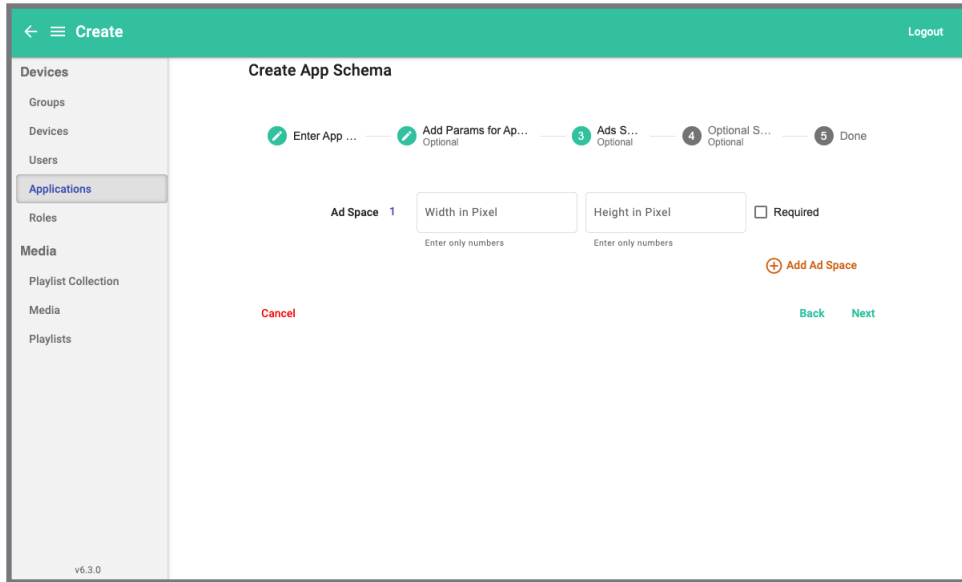 Create
Logout
Devices
Groups
Devices
Users
Applications
Roles
Media
Playlist Collection
Media
Playlists
v6.3.0
Create App Schema
Enter App ...
Add Params for Ap...
Optional
3
Ads S...
Optional
4
Optional S...
Optional
5
Done
Ad Space 1
Width in Pixel
Enter only numbers
Height in Pixel
Enter only numbers
Required
Add Ad Space
Cancel
Back
Next